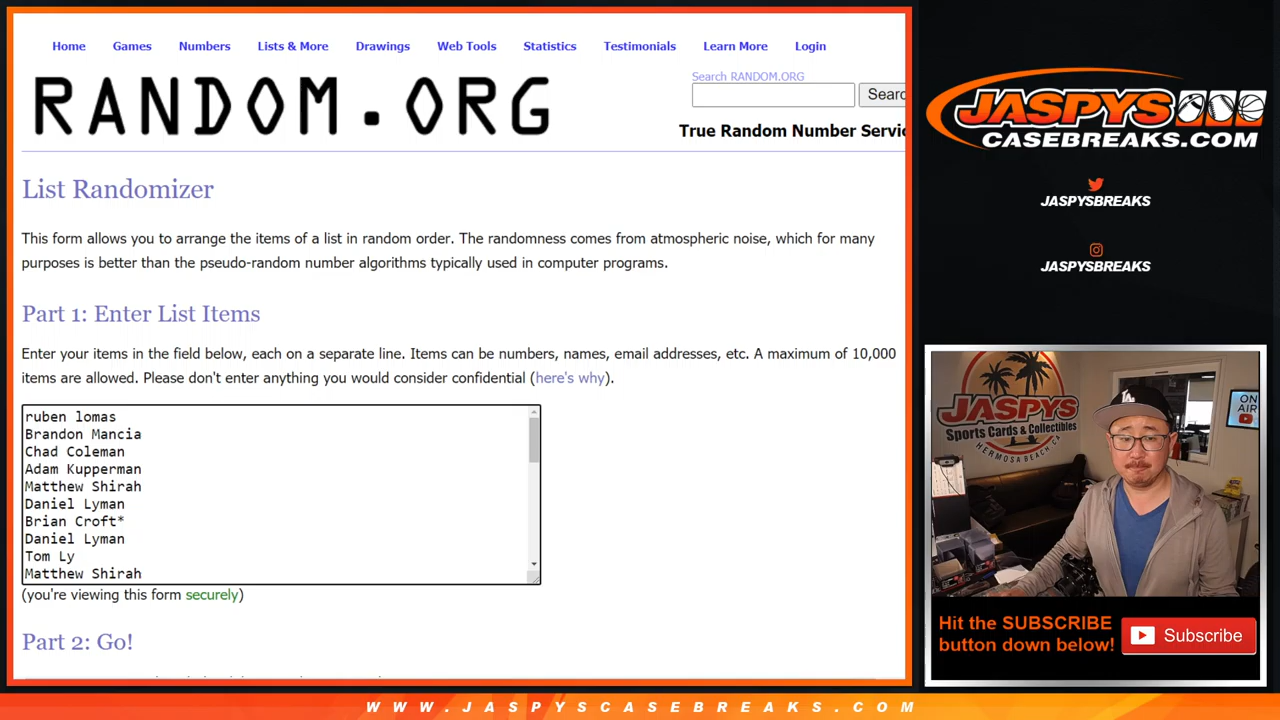 Home Games Numbers Lists & More Drawings Web Tools Statistics Testimonials Learn More Login
RANDOM.ORG
Search RANDOM.ORG
Searc
True Random Number Servic
List Randomizer
This form allows you to arrange the items of a list in random order. The randomness comes from atmospheric noise, which for many
purposes is better than the pseudo-random number algorithms typically used in computer programs.
Part 1: Enter List Items
Enter your items in the field below, each on a separate line. Items can be numbers, names, email addresses, etc. A maximum of 10,000
items are allowed. Please don't enter anything you would consider confidential (here's why).
ruben lomas
Brandon Mancia
Chad Coleman
Adam Kupperman
Matthew Shirah
Daniel Lyman
Brian Croft*
Daniel Lyman
Tom Ly
Matthew Shirah
(you're viewing this form securely)
Part 2: Go!
JASPYS
CASEBREAKS.COM
JASPYSBREAKS
JASPYSBREAKS
JASPYS
Sports Cards & Collectibles
HERMOSA BEACH, CA
LA
ON
AIR
Hit the SUBSCRIBE
button down below!
Subscribe
WWW.JASPYSCASEBREAKS.COM